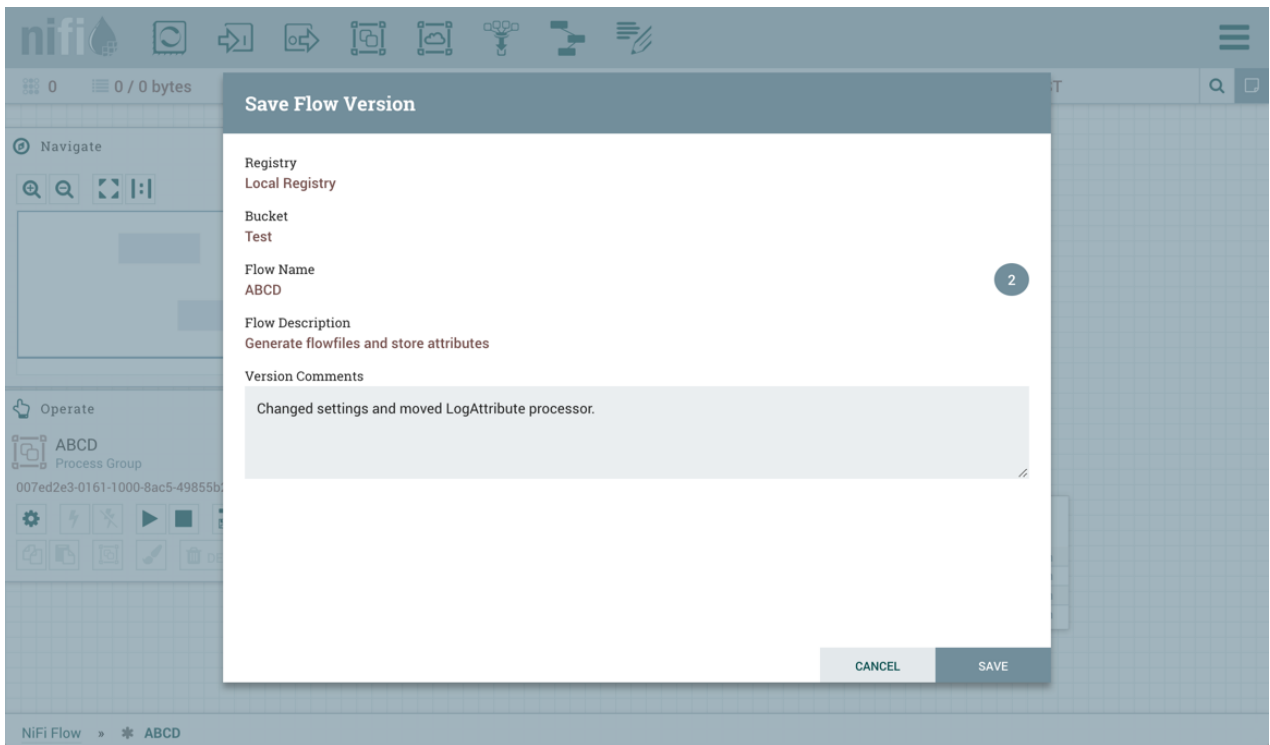 nifi
0 0 / 0 bytes
Save Flow Version
Navigate
Registry
Local Registry
Bucket
Test
Flow Name
ABCD
2
Flow Description
Generate flowfiles and store attributes
Version Comments
Changed settings and moved LogAttribute processor.
Operate
ABCD
Process Group
CANCEL
SAVE
NiFi Flow » ABCD